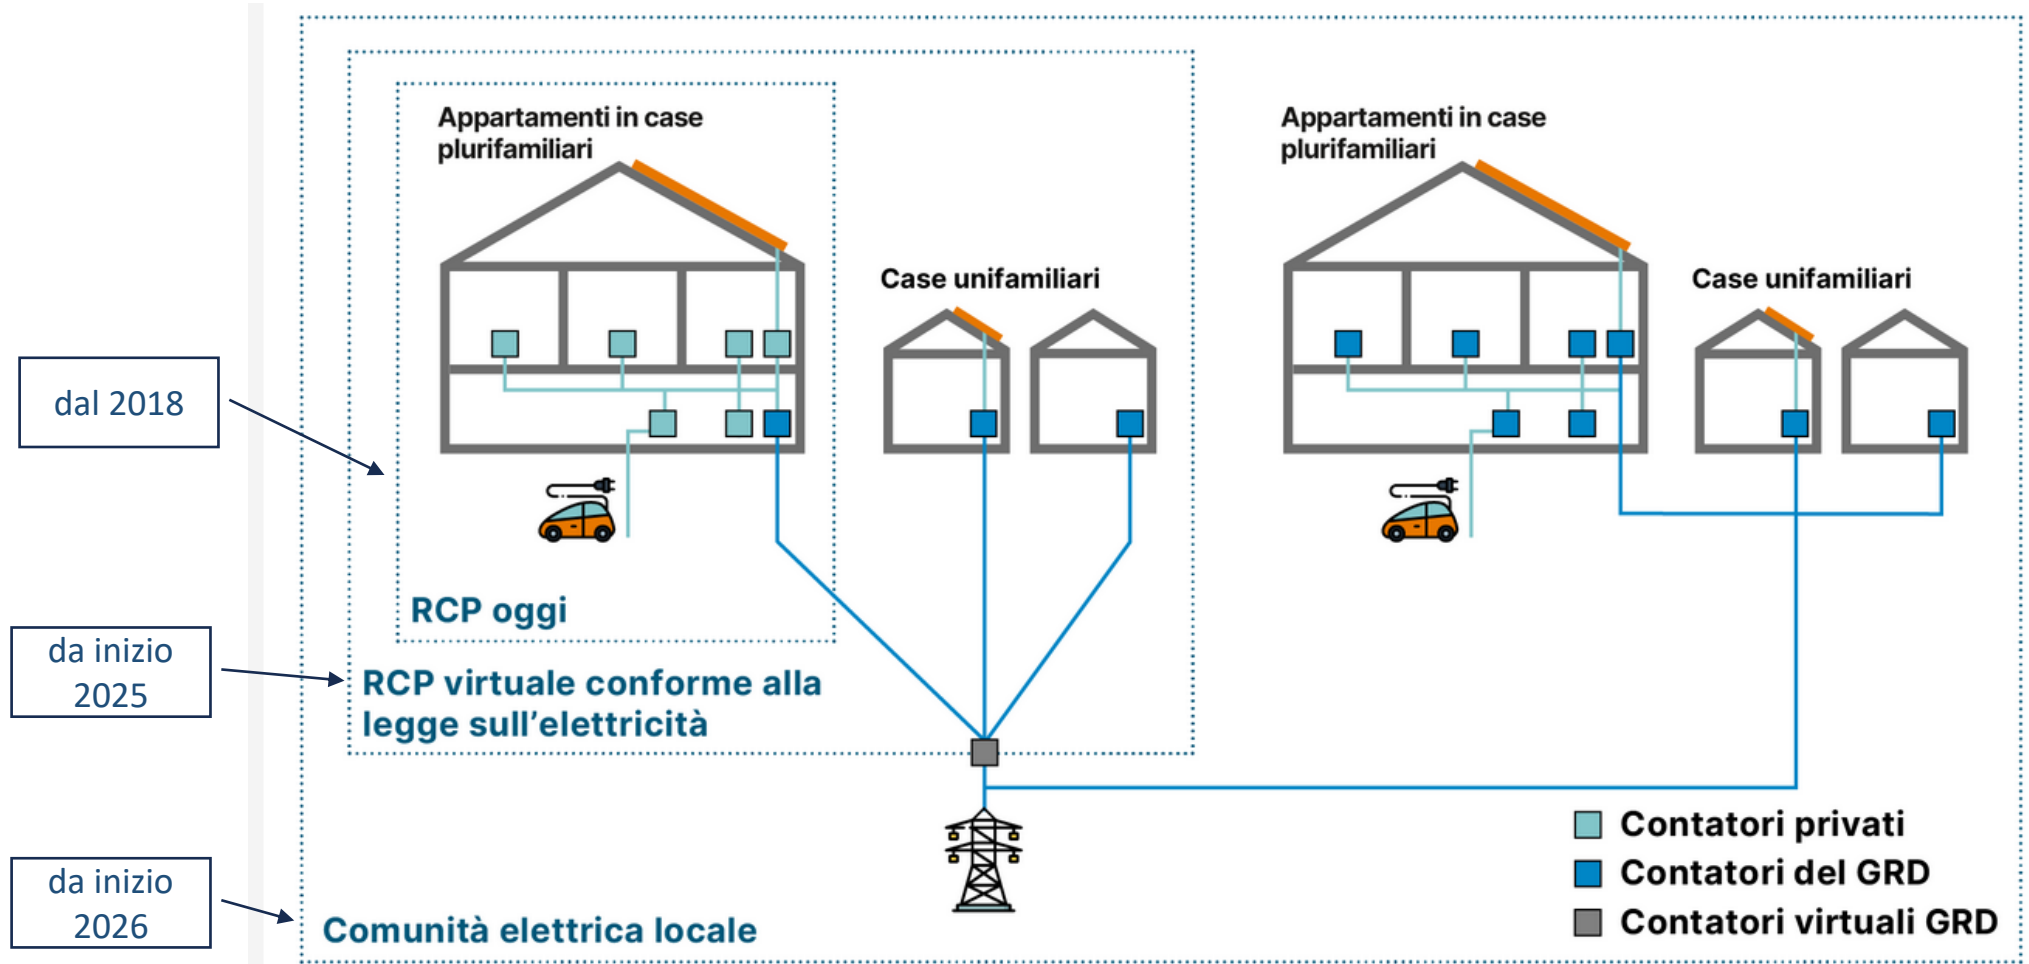 Appartamenti in case
plurifamiliari
Appartamenti in case
plurifamiliari
Case unifamiliari
Case unifamiliari
dal 2018
RCP oggi
da inizio
2025
RCP virtuale conforme alla
legge sull'elettricità
Contatori privati
Contatori del GRD
Contatori virtuali GRD
da inizio
2026
Comunità elettrica locale